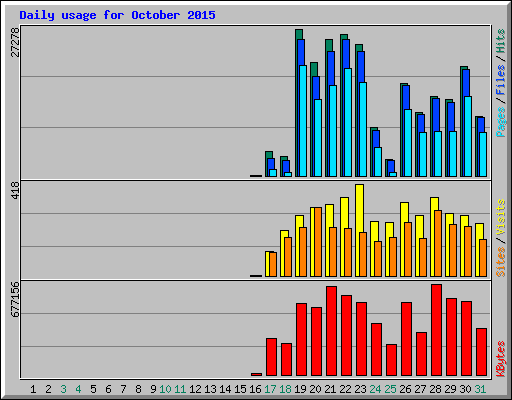 Daily usage for October 2015
27278
Pages / Files / Hits
418
Sites / Visits
677156
KBytes
1 2 3 4 5 6 7 8 9 10 11 12 13 14 15 16 17 18 19 20 21 22 23 24 25 26 27 28 29 30 31